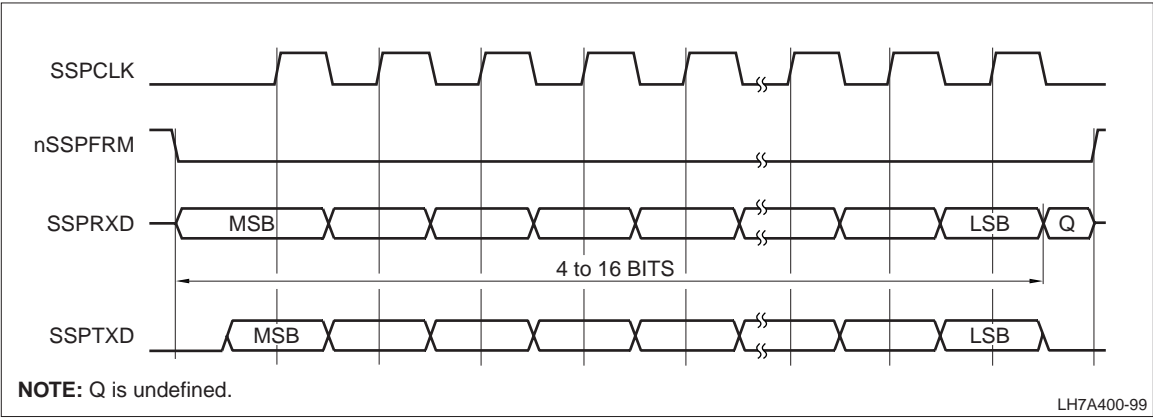 SSPCLK
nSSPFRM
SSPRXD
MSB
LSB
Q
4 to 16 BITS
SSPTXD
MSB
LSB
NOTE: Q is undefined.
LH7A400-99